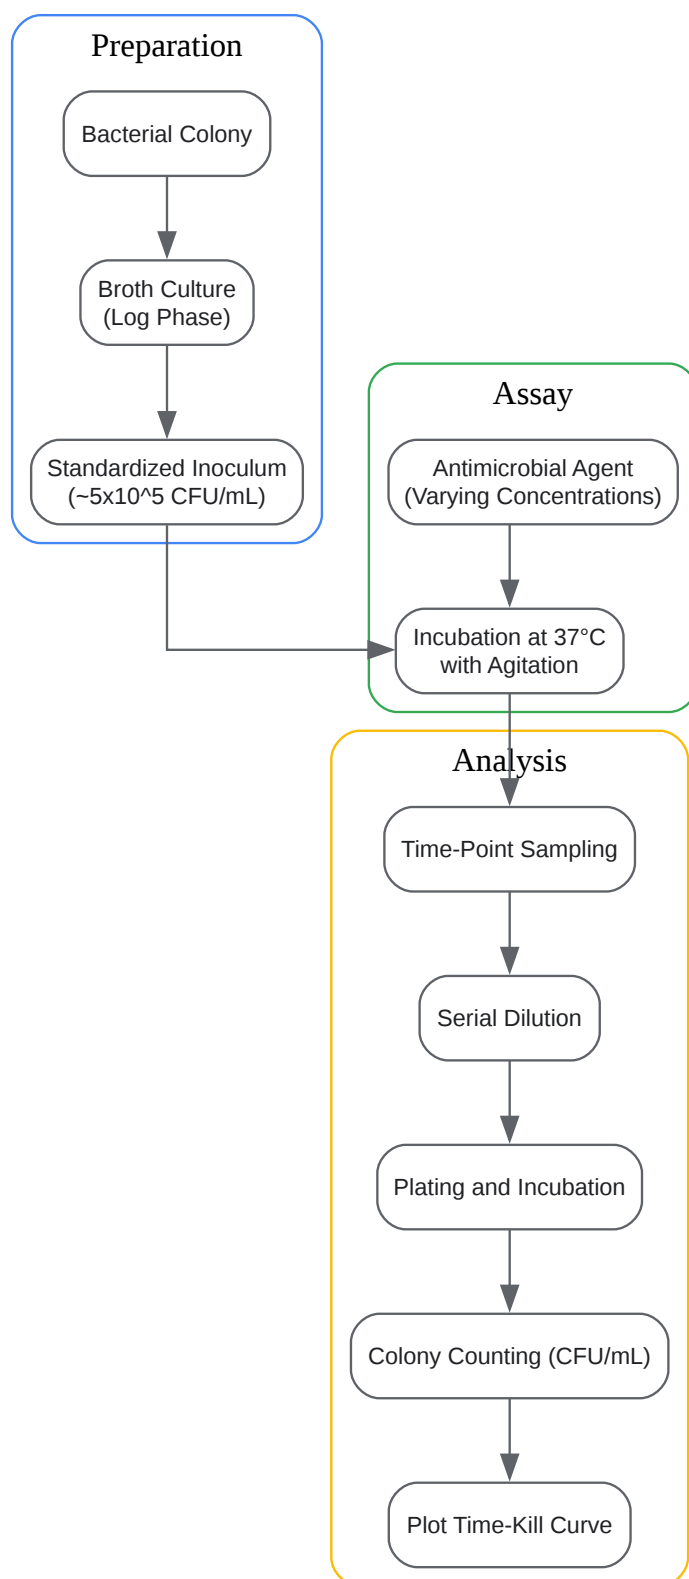 Preparation
Bacterial Colony
Broth Culture
(Log Phase)
Standardized Inoculum
(~5x10^5 CFU/mL)
Assay
Antimicrobial Agent
(Varying Concentrations)
Incubation at 37°C
with Agitation
Analysis
Time-Point Sampling
Serial Dilution
Plating and Incubation
Colony Counting (CFU/mL)
Plot Time-Kill Curve